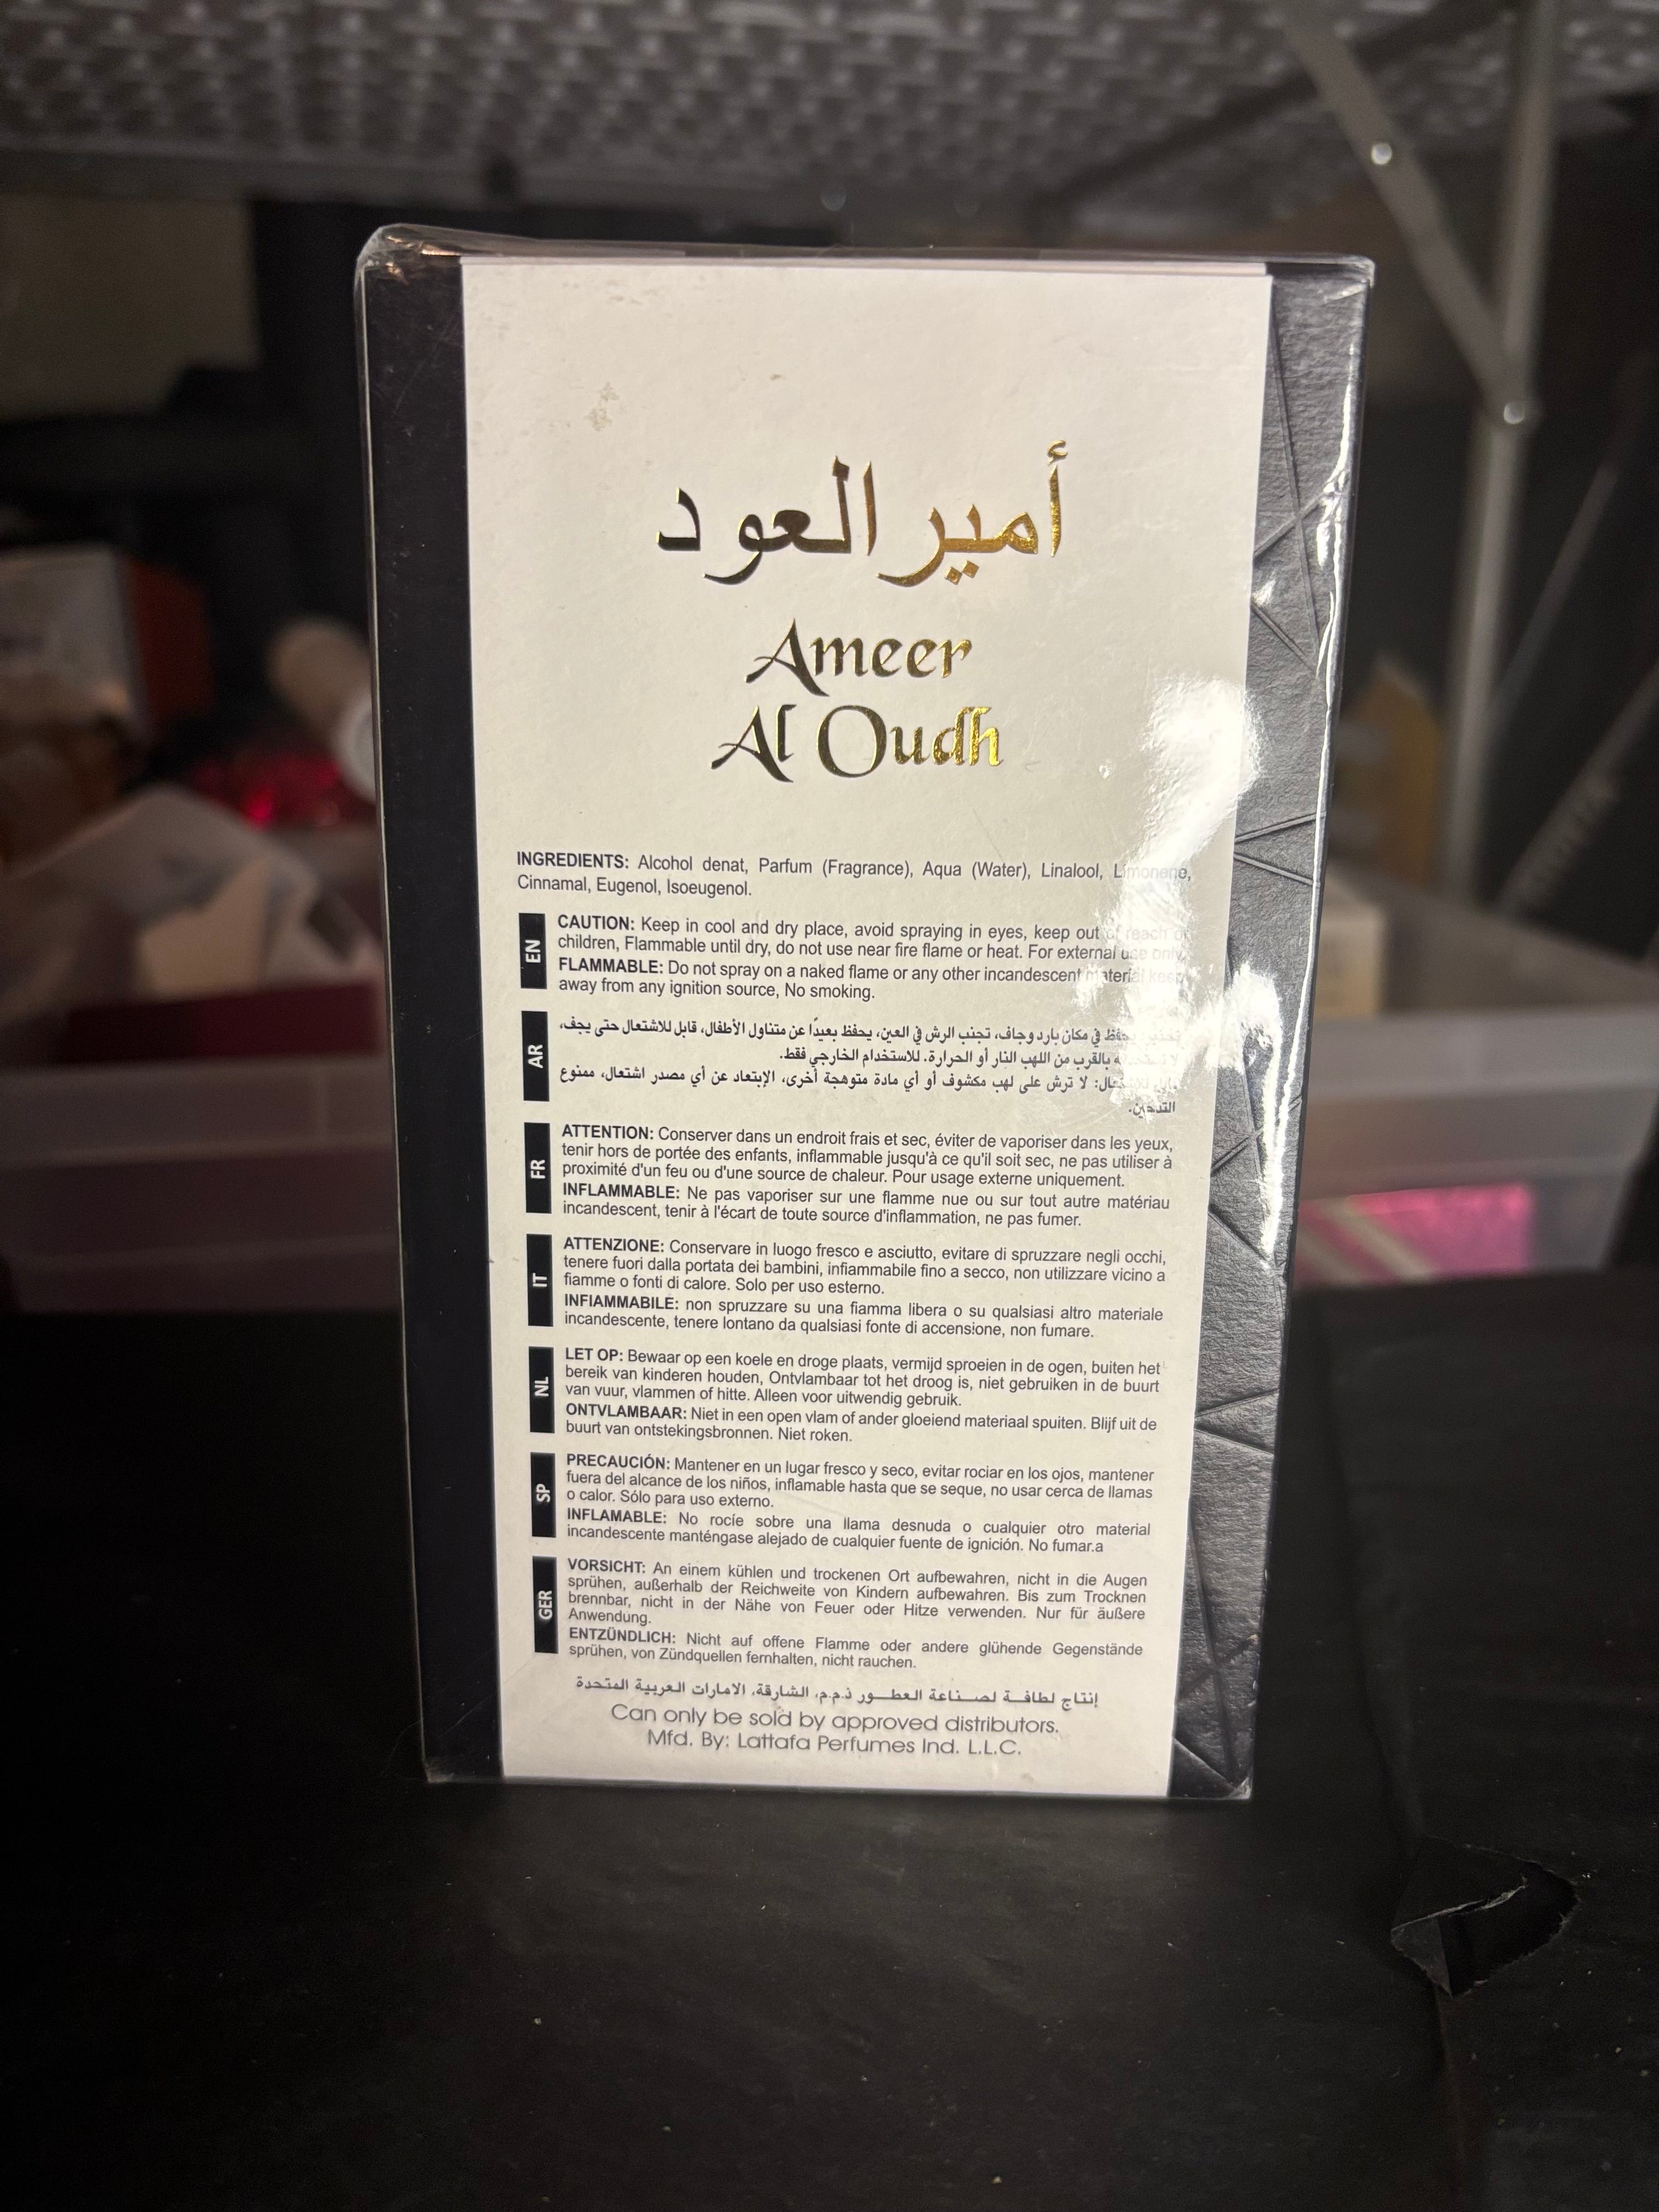 أمير العود
Ameer
Al Oudh
INGREDIENTS: Alcohol denat, Parfum (Fragrance), Aqua (Water), Linalool, Limonene,
Cinnamal, Eugenol, Isoeugenol.
EN
CAUTION: Keep in cool and dry place, avoid spraying in eyes, keep out of reach of
children, Flammable until dry, do not use near fire flame or heat. For external use only.
FLAMMABLE: Do not spray on a naked flame or any other incandescent material keep
away from any ignition source, No smoking.
AR
في مكان بارد وجاف، تجنب الرش في العين، يحفظ بعيدًا عن متناول الأطفال، قابل للاشتعال حتى يجف،
بالقرب من اللهب النار أو الحرارة. للاستخدام الخارجي فقط.
لا ترش على لهب مكشوف أو أي مادة متوهجة أخرى، الإبتعاد عن أي مصدر اشتعال، ممنوع
التدخين.
FR
ATTENTION: Conserver dans un endroit frais et sec, éviter de vaporiser dans les yeux,
tenir hors de portée des enfants, inflammable jusqu'à ce qu'il soit sec, ne pas utiliser à
proximité d'un feu ou d'une source de chaleur. Pour usage externe uniquement.
INFLAMMABLE: Ne pas vaporiser sur une flamme nue ou sur tout autre matériau
incandescent, tenir à l'écart de toute source d'inflammation, ne pas fumer.
IT
ATTENZIONE: Conservare in luogo fresco e asciutto, evitare di spruzzare negli occhi,
tenere fuori dalla portata dei bambini, infiammabile fino a secco, non utilizzare vicino a
fiamme o fonti di calore. Solo per uso esterno.
INFIAMMABILE: non spruzzare su una fiamma libera o su qualsiasi altro materiale
incandescente, tenere lontano da qualsiasi fonte di accensione, non fumare.
NL
LET OP: Bewaar op een koele en droge plaats, vermijd sproeien in de ogen, buiten het
bereik van kinderen houden, Ontvlambaar tot het droog is, niet gebruiken in de buurt
van vuur, vlammen of hitte. Alleen voor uitwendig gebruik.
ONTVLAMBAAR: Niet in een open vlam of ander gloeiend materiaal spuiten. Blijf uit de
buurt van ontstekingsbronnen. Niet roken.
SP
PRECAUCIÓN: Mantener en un lugar fresco y seco, evitar rociar en los ojos, mantener
fuera del alcance de los niños, inflamable hasta que se seque, no usar cerca de llamas
o calor. Sólo para uso externo.
INFLAMABLE: No rocíe sobre una llama desnuda o cualquier otro material
incandescente manténgase alejado de cualquier fuente de ignición. No fumar.a
GER
VORSICHT: An einem kühlen und trockenen Ort aufbewahren, nicht in die Augen
sprühen, außerhalb der Reichweite von Kindern aufbewahren. Bis zum Trocknen
brennbar, nicht in der Nähe von Feuer oder Hitze verwenden. Nur für äußere
Anwendung.
ENTZÜNDLICH: Nicht auf offene Flamme oder andere glühende Gegenstände
sprühen, von Zündquellen fernhalten, nicht rauchen.
إنتاج لطافة لصناعة العطور ذ.م.م. الشارقة، الامارات العربية المتحدة
Can only be sold by approved distributors.
Mfd. By: Lattafa Perfumes Ind. L.L.C.